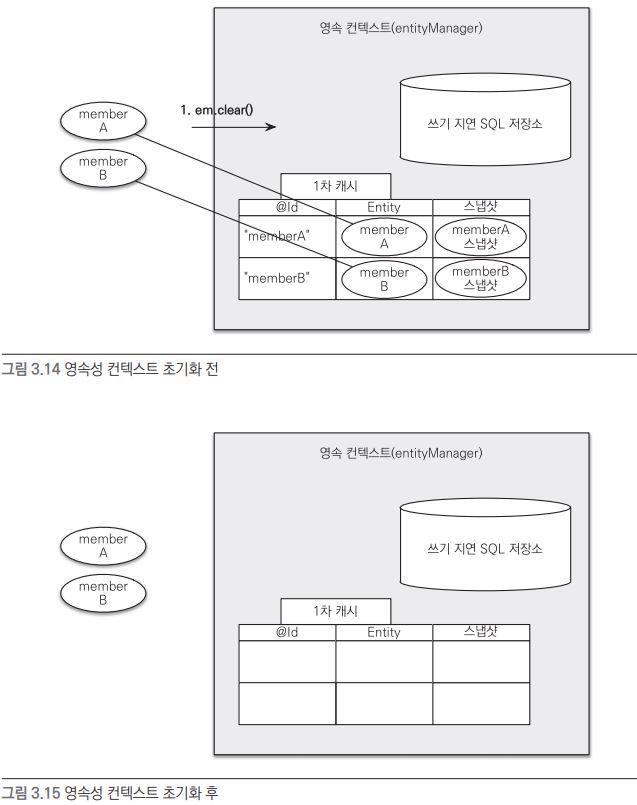 영속 컨텍스트(entityManager)
member
A
1. em.clear()
쓰기 지연 SQL 저장소
member
B
1차 캐시
@Id Entity 스냅샷
"memberA" member
A memberA
스냅샷
"memberB" member
B memberB
스냅샷
그림 3.14 영속성 컨텍스트 초기화 전
영속 컨텍스트(entityManager)
member
A
쓰기 지연 SQL 저장소
member
B
1차 캐시
@Id Entity 스냅샷
그림 3.15 영속성 컨텍스트 초기화 후